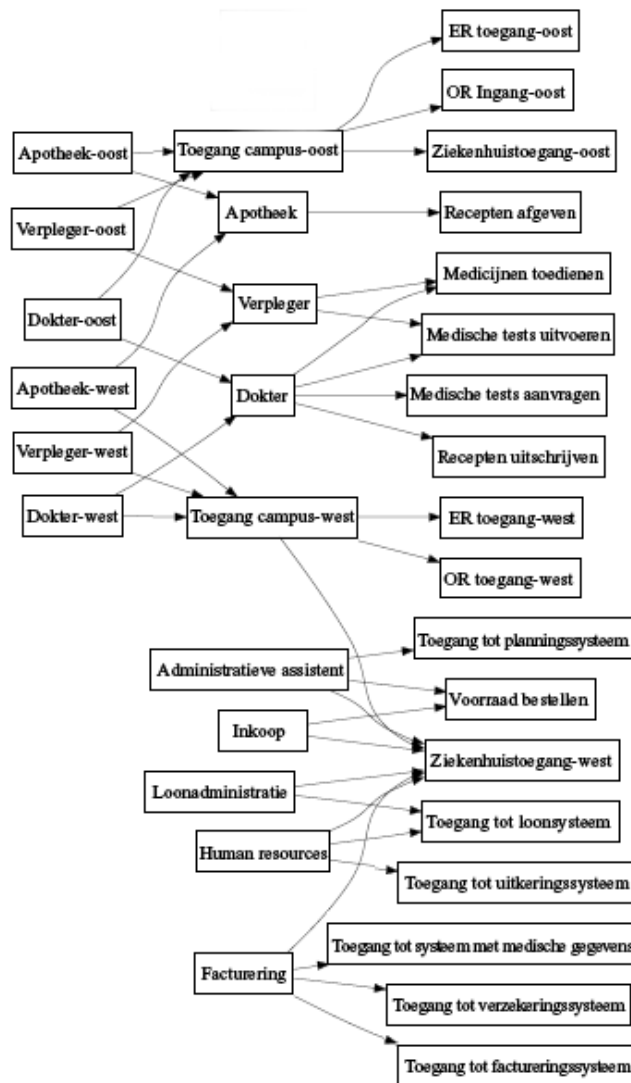 ER toegang-oost
OR Ingang-oost
Apotheek-oost
Toegang campus-oost
Ziekenhuistoegang-oost
Verpleger-oost
Apotheek
Recepten afgeven
Medicijnen toedienen
Verpleger
Dokter-oost
Medische tests uitvoeren
Apotheek-west
Dokter
Medische tests aanvragen
Verpleger-west
Recepten uitschrijven
Dokter-west
Toegang campus-west
ER toegang-west
OR toegang-west
Toegang tot planningssysteem
Administratieve assistent
Voorraad bestellen
Inkoop
Ziekenhuistoegang-west
Loonadministratie
Toegang tot loonsysteem
Human resources
Toegang tot uitkeringssysteem
Toegang tot systeem met medische gegevens
Facturering
Toegang tot verzekeringssysteem
Toegang tot factureringssysteem